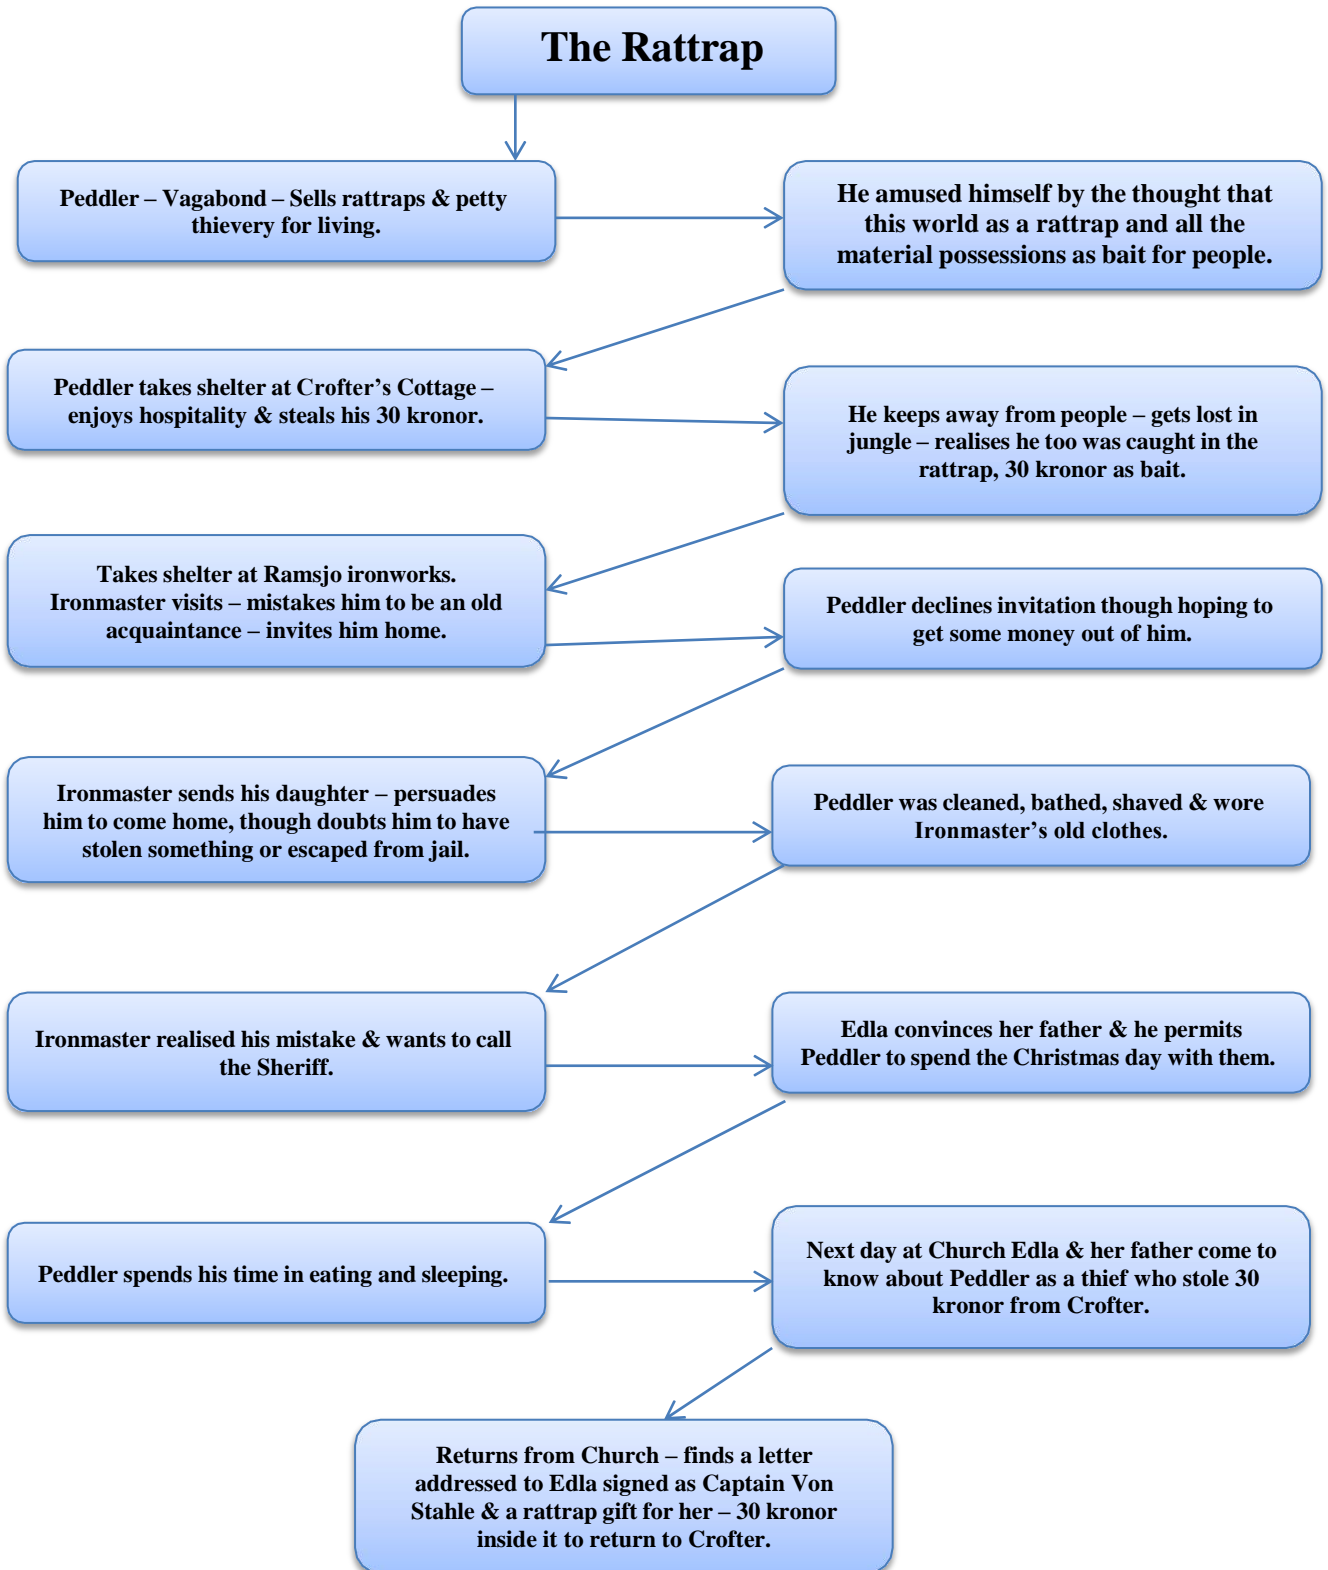 The Rattrap
Peddler – Vagabond – Sells rattraps & petty
thievery for living.
He amused himself by the thought that
this world as a rattrap and all the
material possessions as bait for people.
Peddler takes shelter at Crofter’s Cottage –
enjoys hospitality & steals his 30 kronor.
He keeps away from people – gets lost in
jungle – realises he too was caught in the
rattrap, 30 kronor as bait.
Takes shelter at Ramsjo ironworks.
Ironmaster visits – mistakes him to be an old
acquaintance – invites him home.
Peddler declines invitation though hoping to
get some money out of him.
Ironmaster sends his daughter – persuades
him to come home, though doubts him to have
stolen something or escaped from jail.
Peddler was cleaned, bathed, shaved & wore
Ironmaster’s old clothes.
Ironmaster realised his mistake & wants to call
the Sheriff.
Edla convinces her father & he permits
Peddler to spend the Christmas day with them.
Peddler spends his time in eating and sleeping.
Next day at Church Edla & her father come to
know about Peddler as a thief who stole 30
kronor from Crofter.
Returns from Church – finds a letter
addressed to Edla signed as Captain Von
Stahle & a rattrap gift for her – 30 kronor
inside it to return to Crofter.